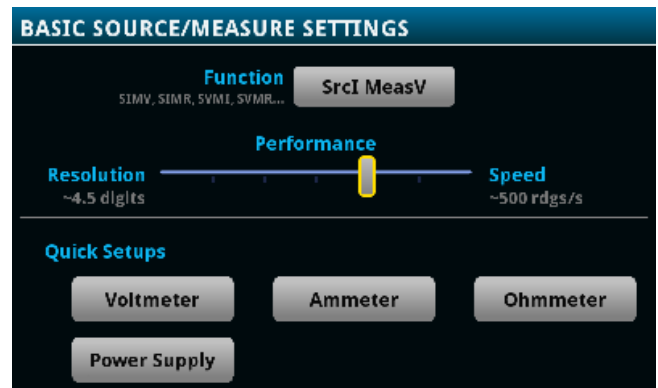 BASIC SOURCE/MEASURE SETTINGS
Function
SIMV, SIMR, SVMI, SVMR...
SrcI MeasV
Performance
Resolution
~4.5 digits
Speed
~500 rdgs/s
Quick Setups
Voltmeter
Ammeter
Ohmmeter
Power Supply